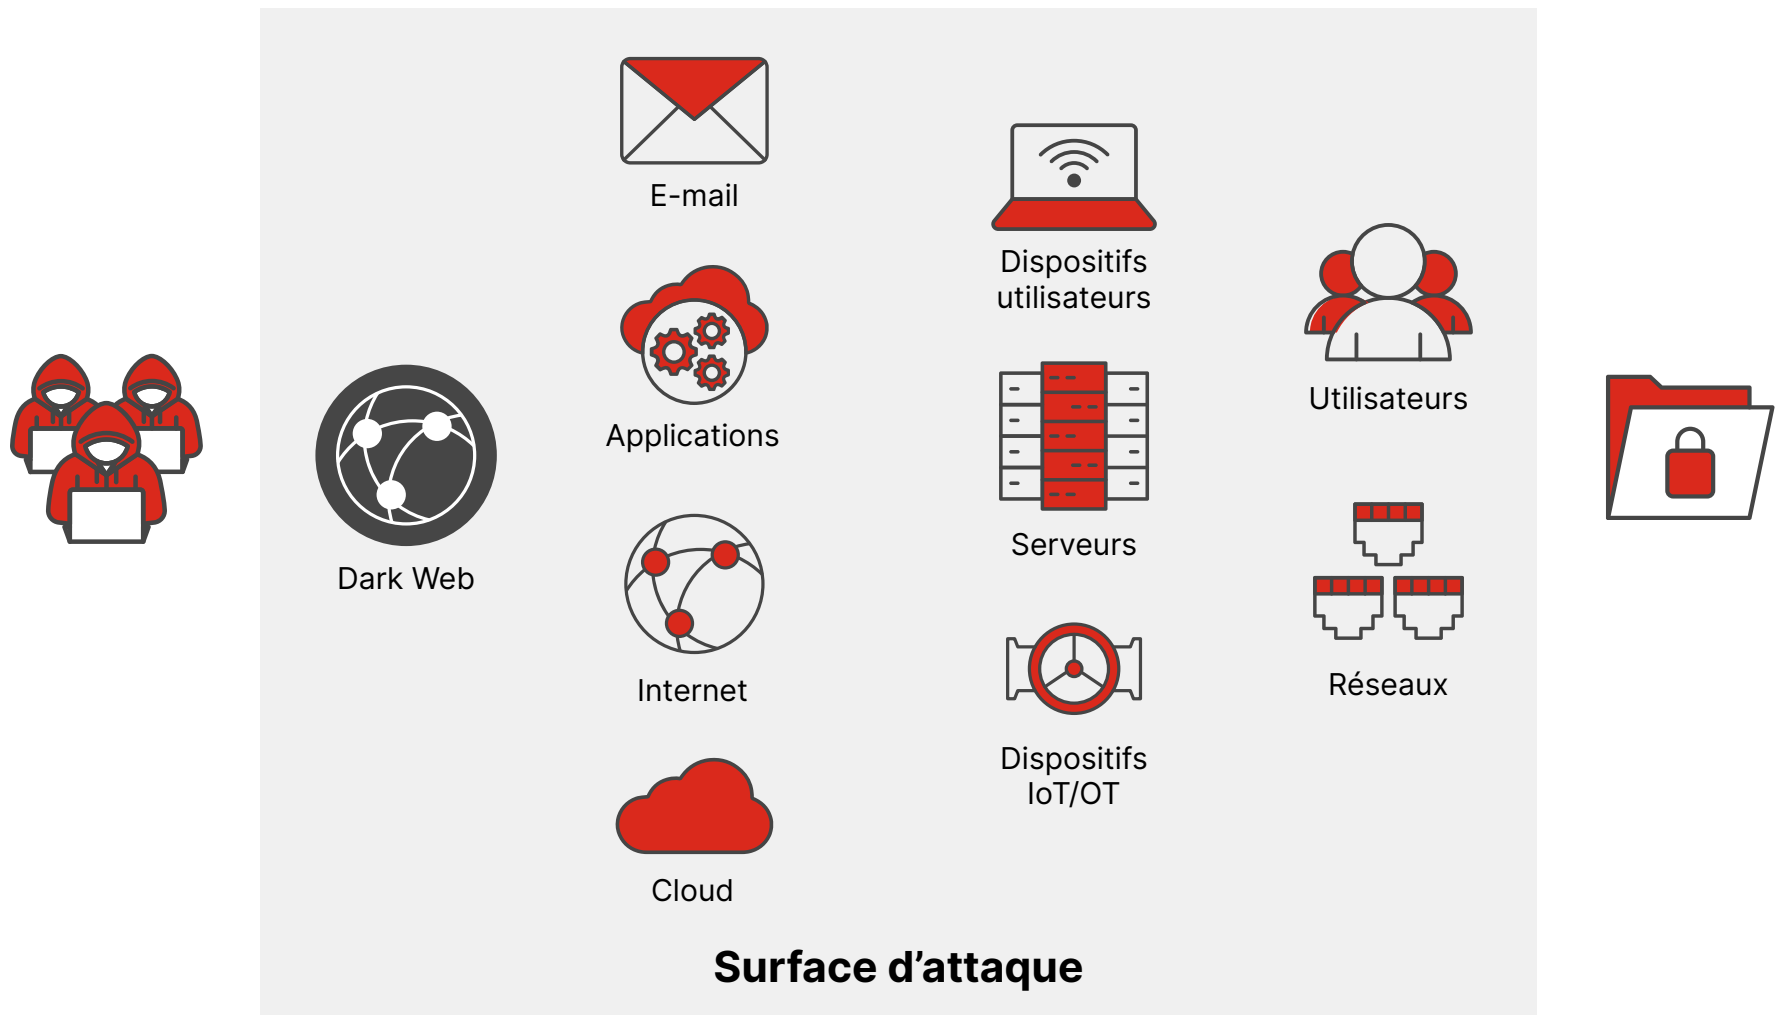 E-mail
Applications
Dark Web
Internet
Cloud
Dispositifs
utilisateurs
Serveurs
Dispositifs
IoT/OT
Utilisateurs
Réseaux
Surface d’attaque